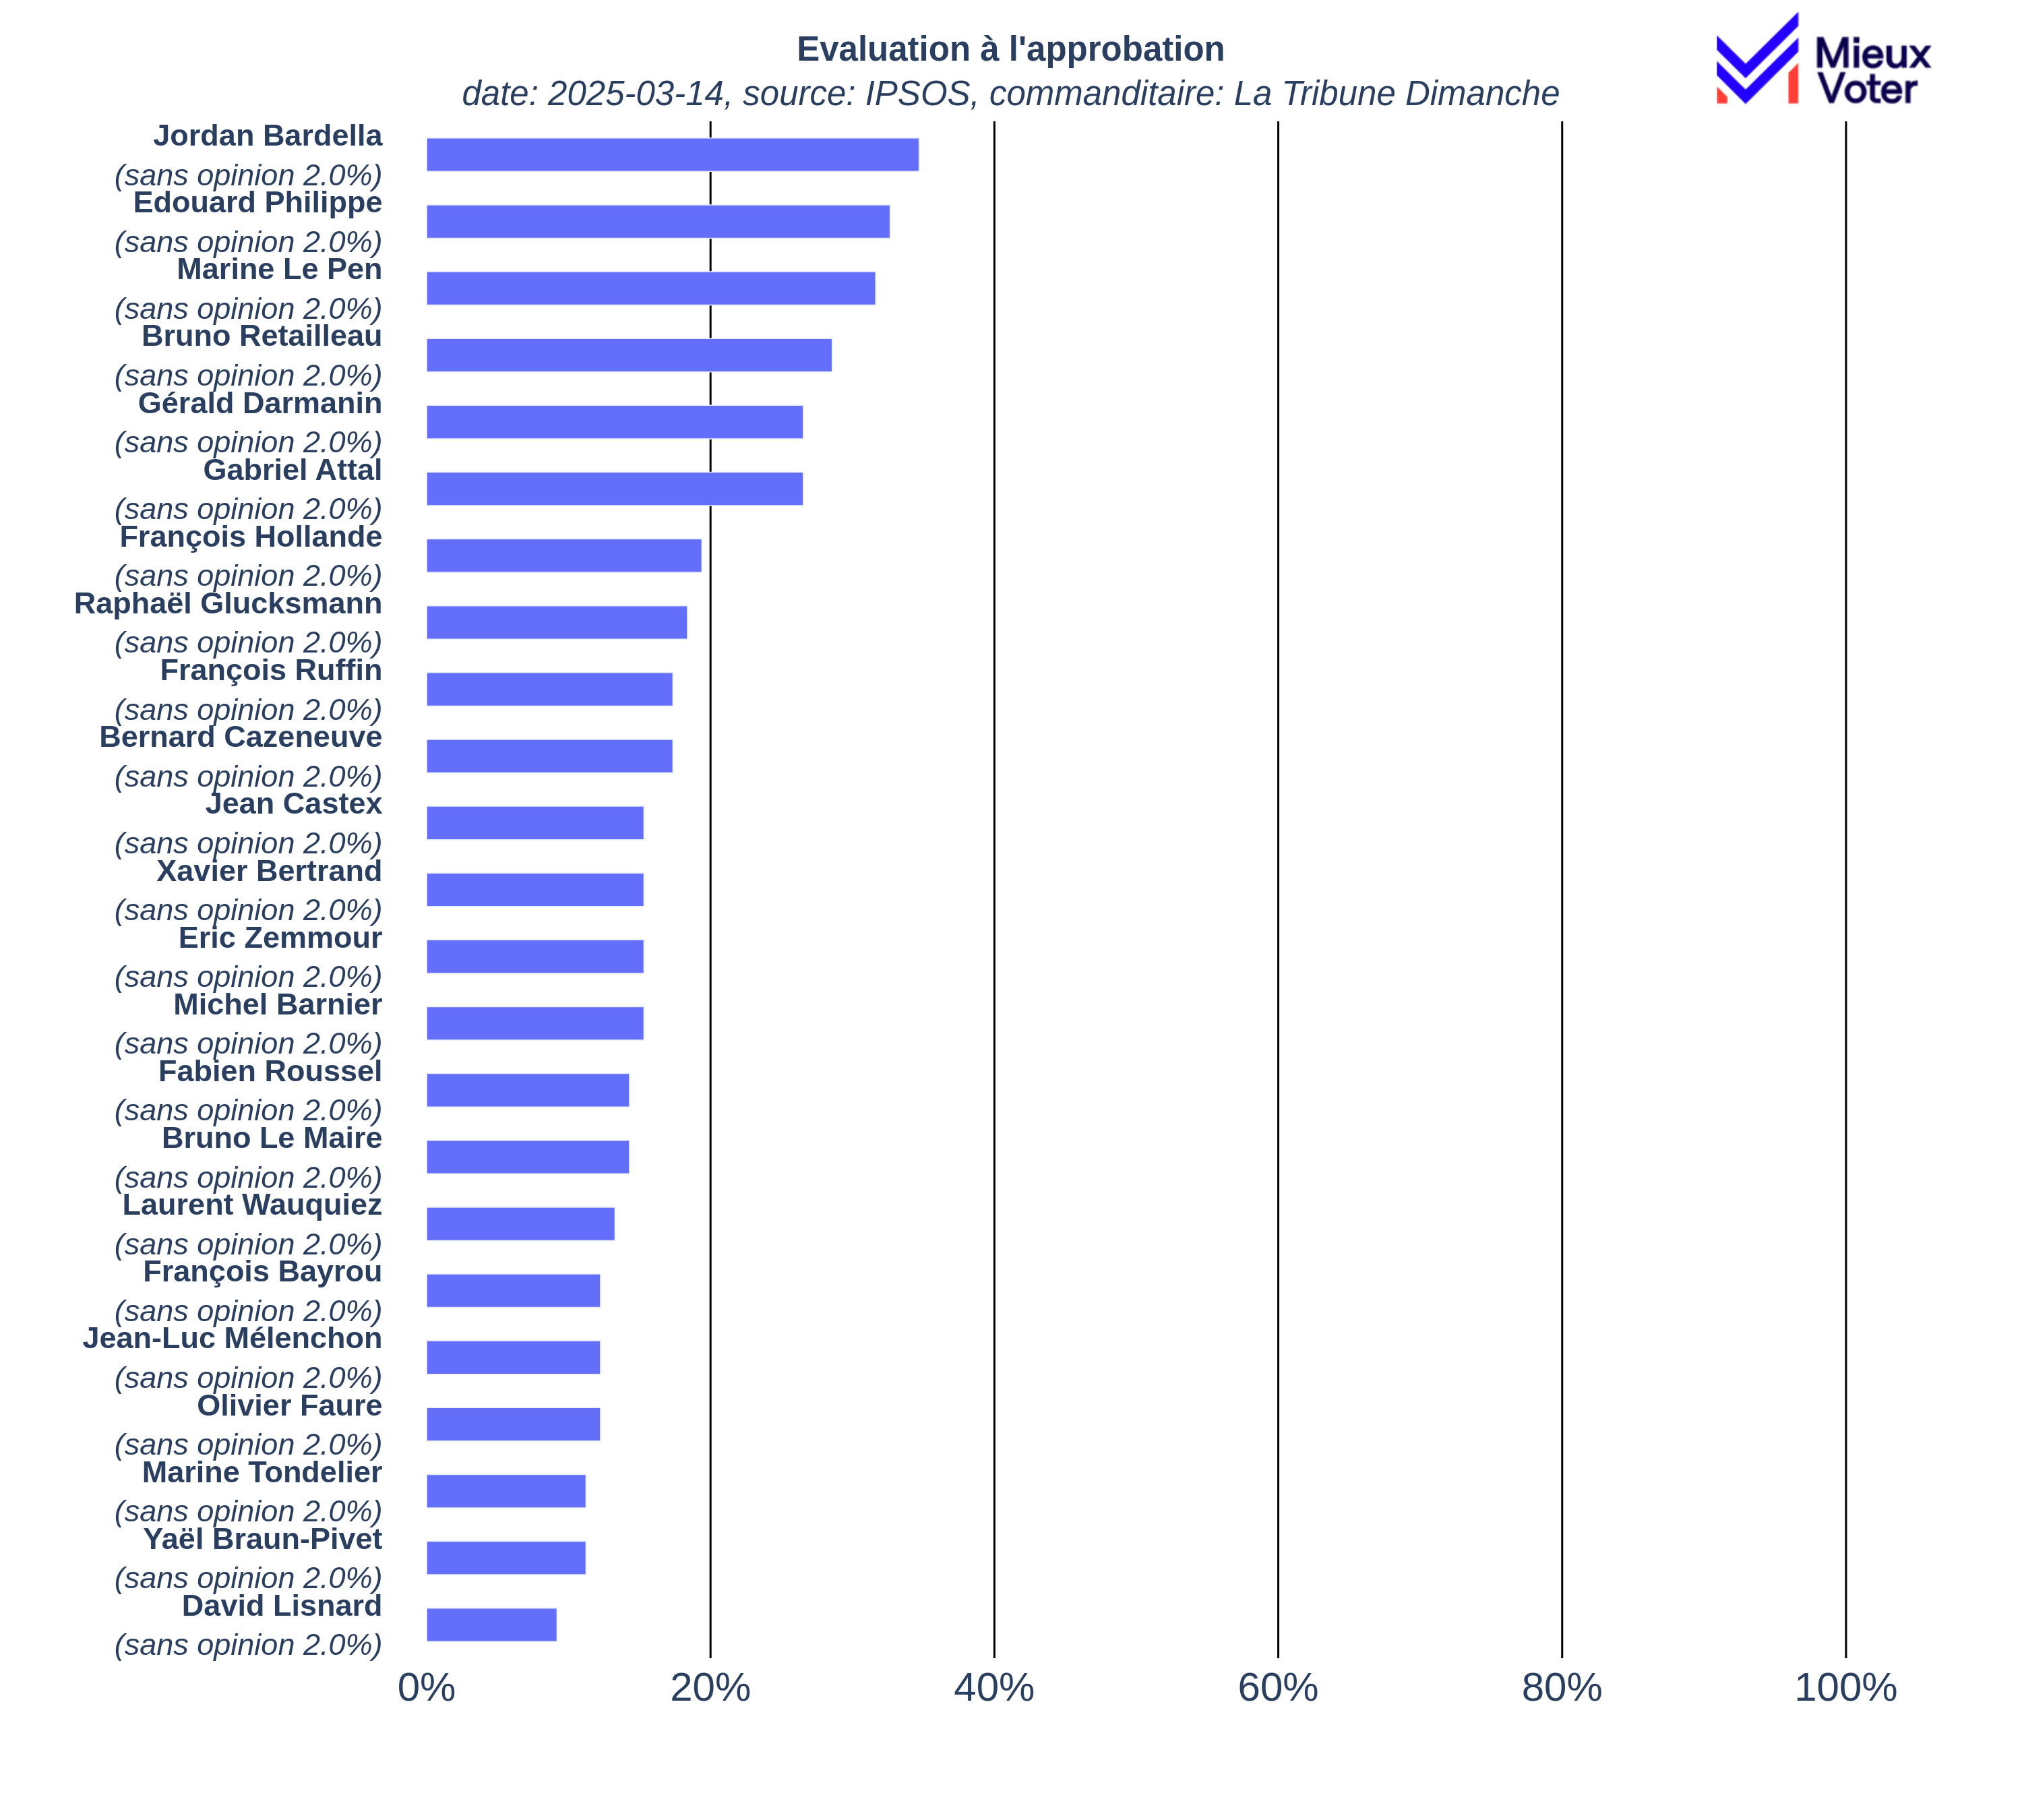 Evaluation à l'approbation
date: 2025-03-14, source: IPSOS, commanditaire: La Tribune Dimanche
Mieux
Voter
Jordan Bardella
(sans opinion 2.0%)
Edouard Philippe
(sans opinion 2.0%)
Marine Le Pen
(sans opinion 2.0%)
Bruno Retailleau
(sans opinion 2.0%)
Gérald Darmanin
(sans opinion 2.0%)
Gabriel Attal
(sans opinion 2.0%)
François Hollande
(sans opinion 2.0%)
Raphaël Glucksmann
(sans opinion 2.0%)
François Ruffin
(sans opinion 2.0%)
Bernard Cazeneuve
(sans opinion 2.0%)
Jean Castex
(sans opinion 2.0%)
Xavier Bertrand
(sans opinion 2.0%)
Eric Zemmour
(sans opinion 2.0%)
Michel Barnier
(sans opinion 2.0%)
Fabien Roussel
(sans opinion 2.0%)
Bruno Le Maire
(sans opinion 2.0%)
Laurent Wauquiez
(sans opinion 2.0%)
François Bayrou
(sans opinion 2.0%)
Jean-Luc Mélenchon
(sans opinion 2.0%)
Olivier Faure
(sans opinion 2.0%)
Marine Tondelier
(sans opinion 2.0%)
Yaël Braun-Pivet
(sans opinion 2.0%)
David Lisnard
(sans opinion 2.0%)
0% 20% 40% 60% 80% 100%